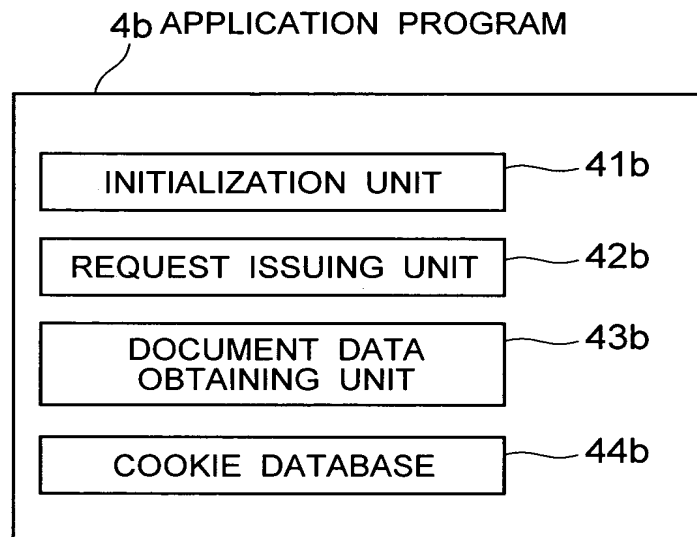 4b APPLICATION PROGRAM
INITIALIZATION UNIT 41b
REQUEST ISSUING UNIT 42b
DOCUMENT DATA 43b
OBTAINING UNIT
COOKIE DATABASE 44b